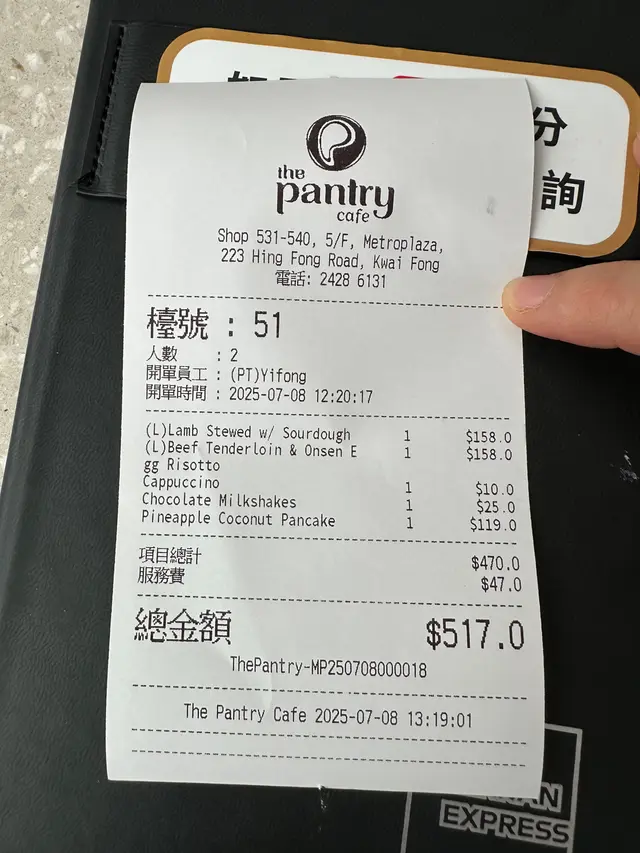 分
詢
the
pantry
cafe
Shop 531-540, 5/F, Metroplaza,
223 Hing Fong Road, Kwai Fong
電話: 2428 6131
檯號 : 51
人數 : 2
開單員工 : (PT)Yifong
開單時間 : 2025-07-08 12:20:17
(L)Lamb Stewed w/ Sourdough 1 $158.0
(L)Beef Tenderloin & Onsen E 1 $158.0
gg Risotto
Cappuccino 1 $10.0
Chocolate Milkshakes 1 $25.0
Pineapple Coconut Pancake 1 $119.0
項目總計 $470.0
服務費 $47.0
總金額 $517.0
ThePantry-MP250708000018
The Pantry Cafe 2025-07-08 13:19:01
EXPRESS